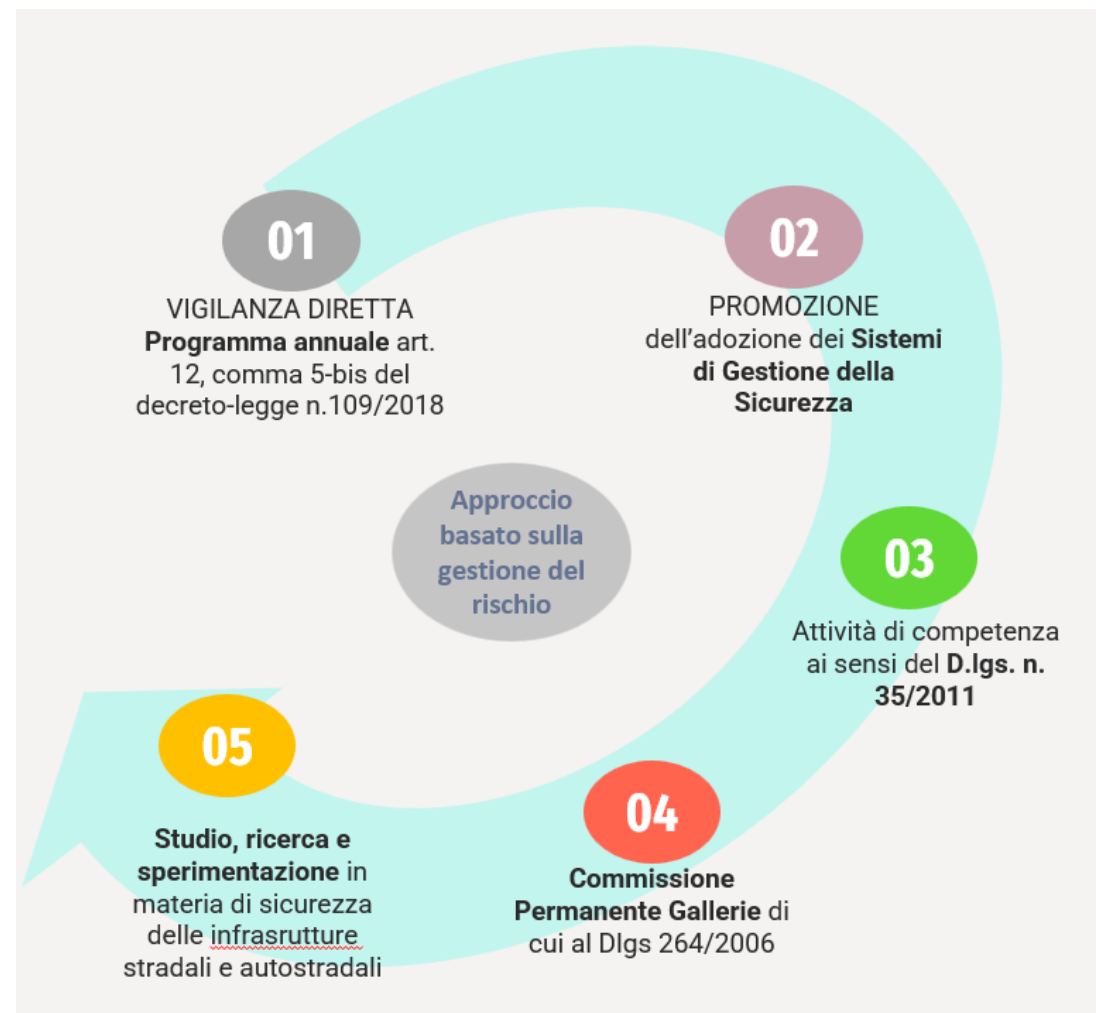 01
VIGILANZA DIRETTA
Programma annuale art.
12, comma 5-bis del
decreto-legge n.109/2018
02
PROMOZIONE
dell’adozione dei Sistemi
di Gestione della
Sicurezza
Approccio
basato sulla
gestione del
rischio
03
Attività di competenza
ai sensi del D.lgs. n.
35/2011
04
Commissione
Permanente Gallerie di
cui al Dlgs 264/2006
05
Studio, ricerca e
sperimentazione in
materia di sicurezza
delle infrasrutture
stradali e autostradali